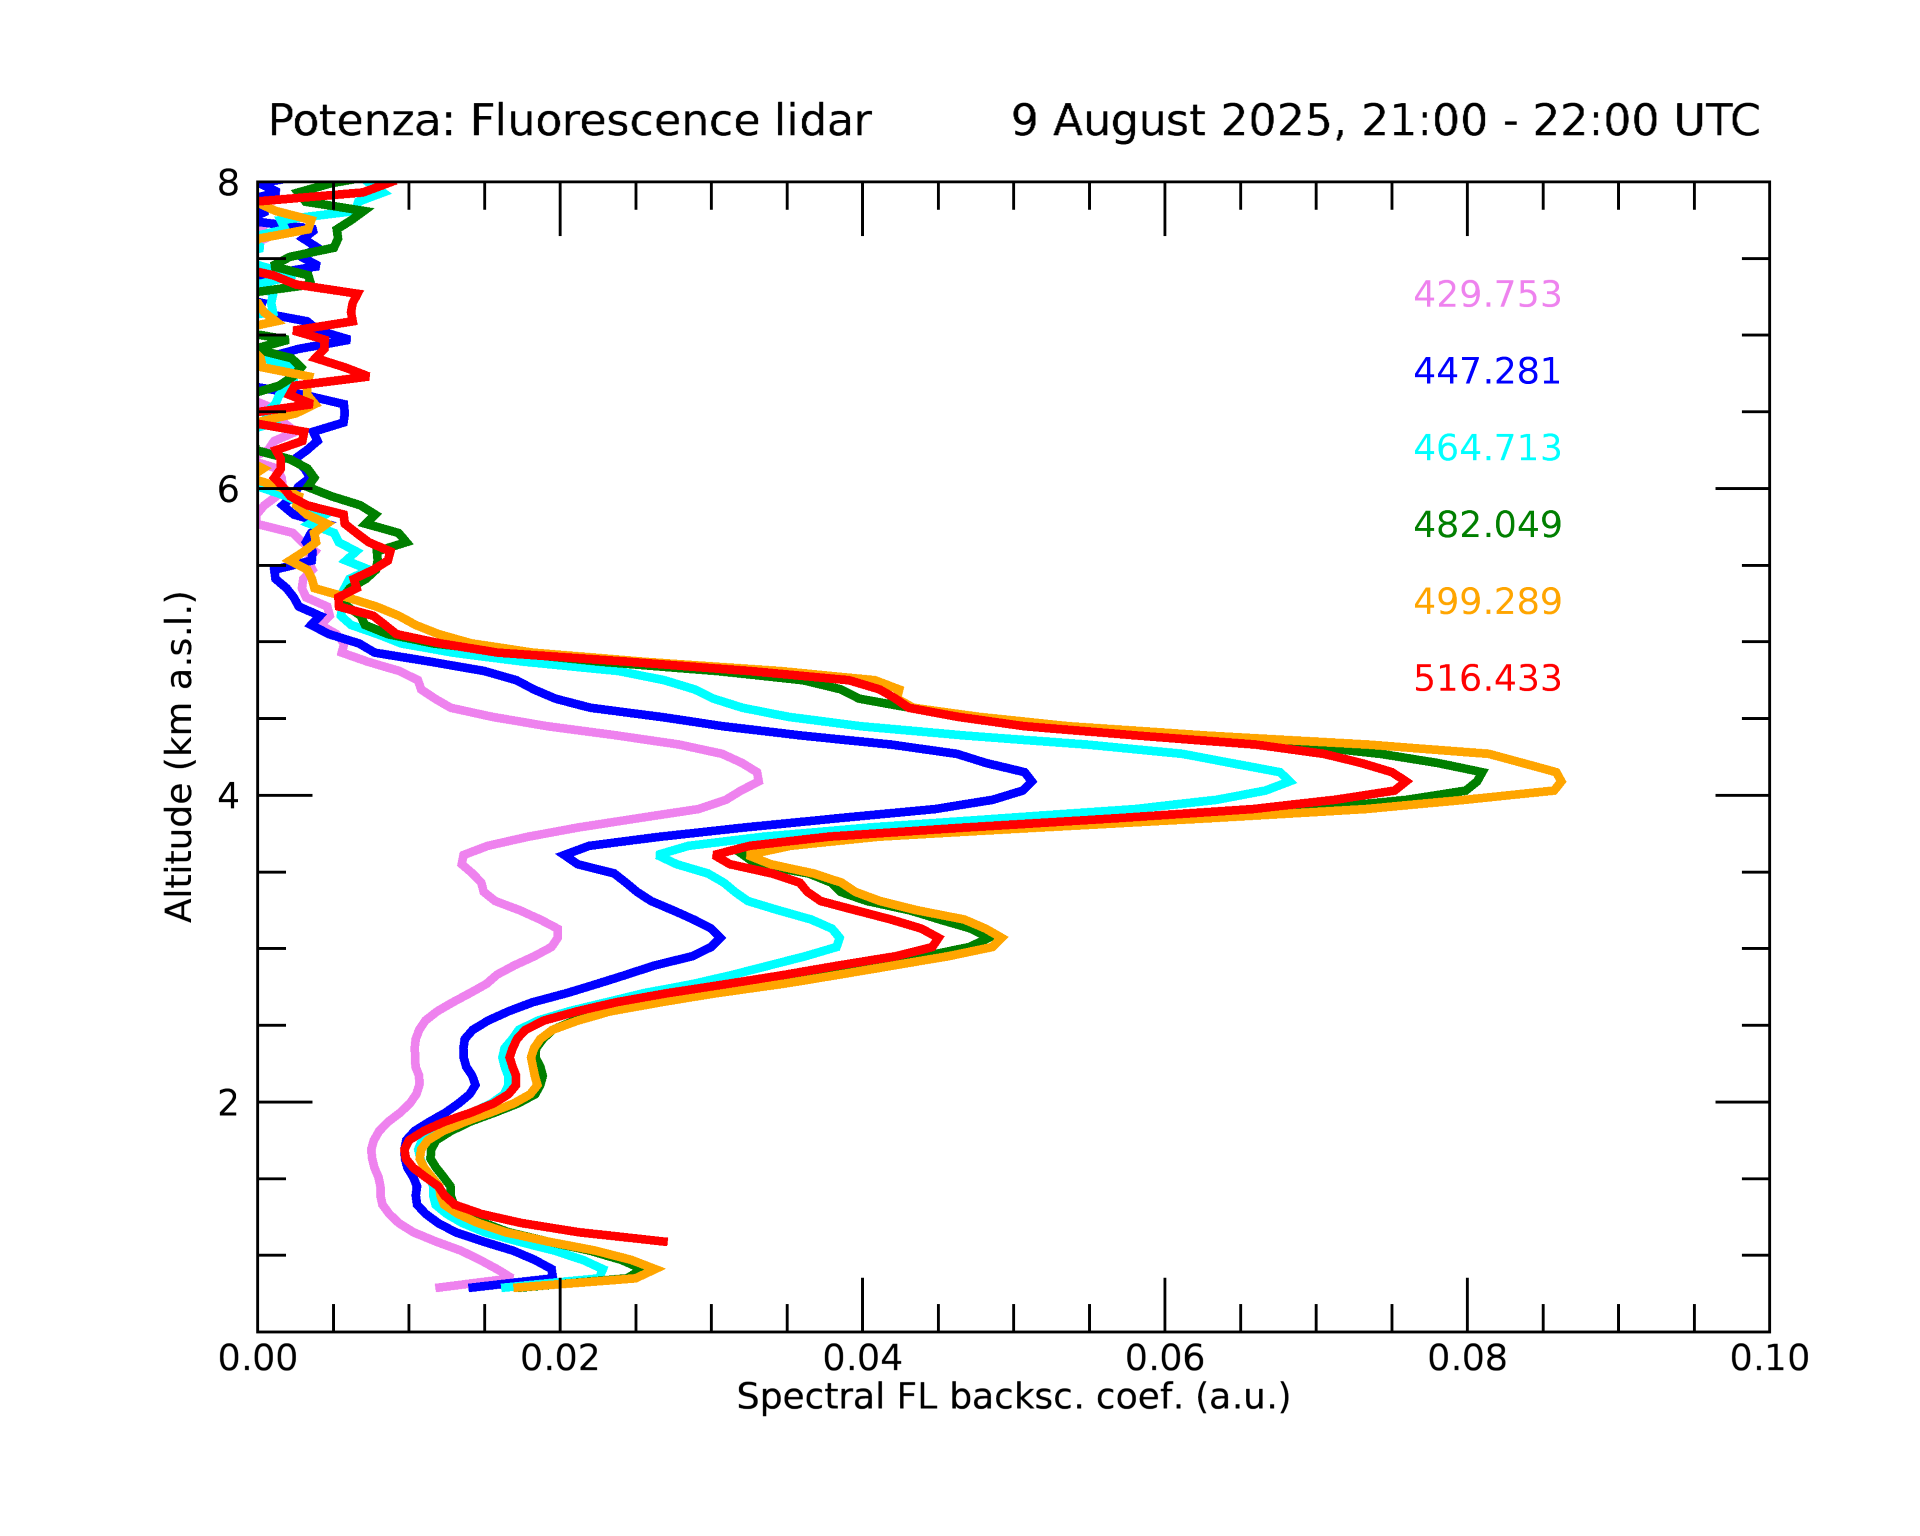 Potenza: Fluorescence lidar 9 August 2025, 21:00 - 22:00 UTC
8
429.753
447.281
464.713
6
482.049
499.289
Altitude (km a.s.l.)
516.433
4
2
0.00 0.02 0.04 0.06 0.08 0.10
Spectral FL backsc. coef. (a.u.)